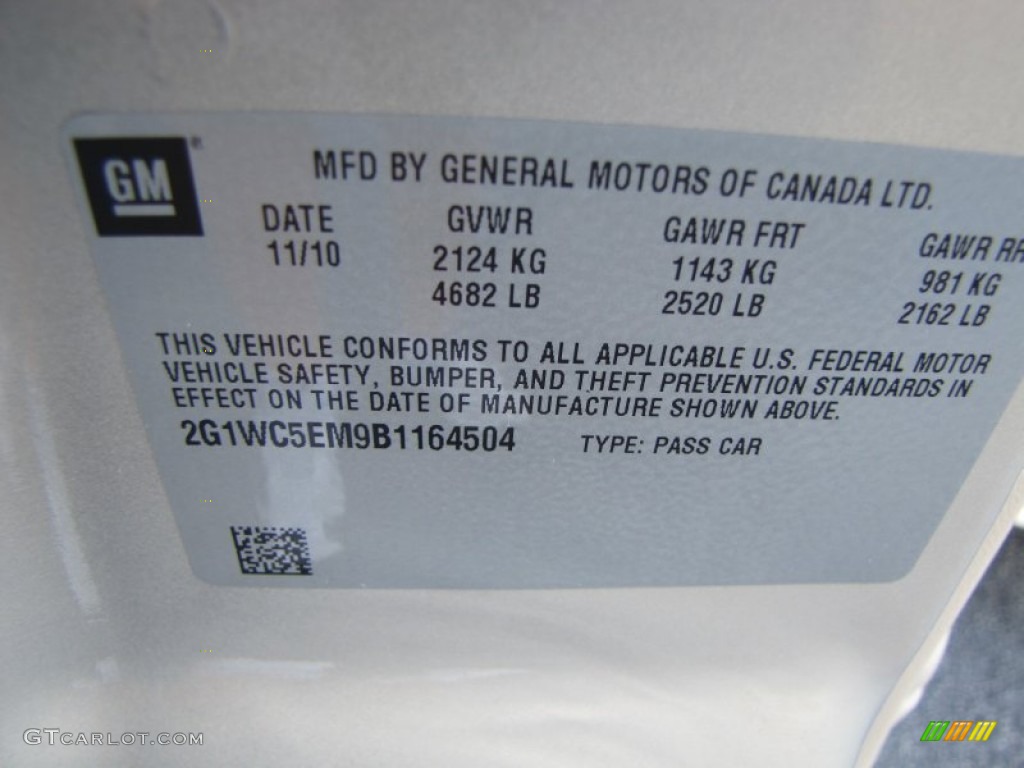 GM®
MFD BY GENERAL MOTORS OF CANADA LTD.
DATE GVWR GAWR FRT GAWR RR
11/10 2124 KG 1143 KG 981 KG
4682 LB 2520 LB 2162 LB
THIS VEHICLE CONFORMS TO ALL APPLICABLE U.S. FEDERAL MOTOR
VEHICLE SAFETY, BUMPER, AND THEFT PREVENTION STANDARDS IN
EFFECT ON THE DATE OF MANUFACTURE SHOWN ABOVE.
2G1WC5EM9B1164504 TYPE: PASS CAR
GTCARLOT.COM